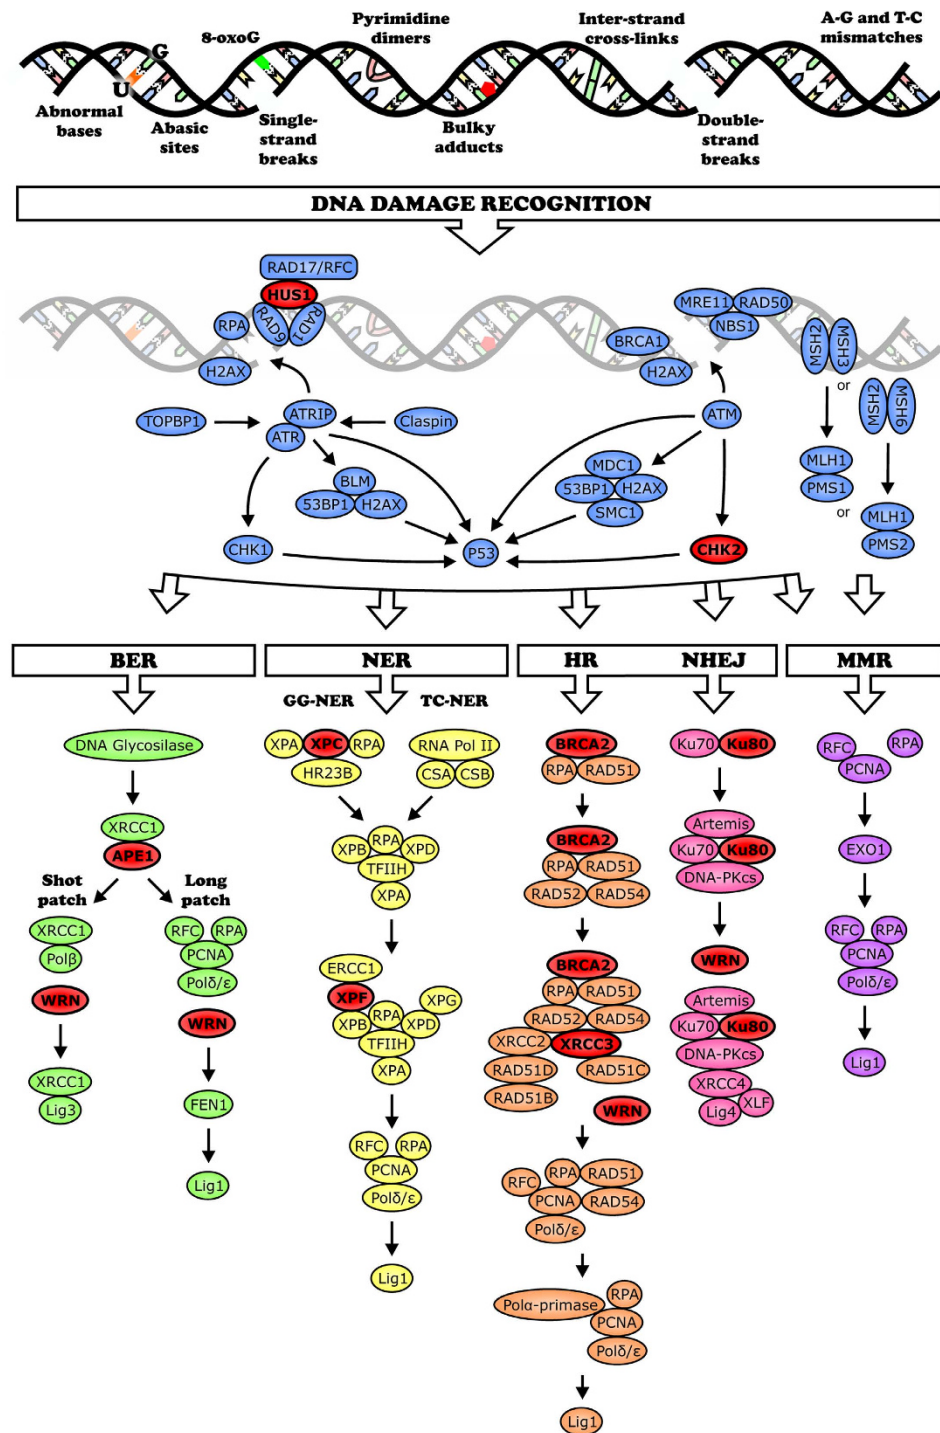 8-oxoG
Pyrimidine
dimers
Inter-strand
cross-links
A-G and T-C
mismatches
G
U
Abnormal
bases
Abasic
sites
Single-
strand
breaks
Bulky
adducts
Double-
strand
breaks
DNA DAMAGE RECOGNITION
RAD17/RFC
HUS1
RAD9
RAD1
RPA
H2AX
MRE11
RAD50
NBS1
BRCA1
H2AX
MSH2
MSH3
or
MSH2
MSH6
TOPBP1
ATRIP
ATR
Claspin
ATM
BLM
53BP1
H2AX
MDC1
53BP1
H2AX
SMC1
MLH1
PMS1
or
MLH1
PMS2
CHK1
P53
CHK2
BER
NER
HR
NHEJ
MMR
GG-NER
TC-NER
DNA Glycosilase
XRCC1
APE1
Shot
patch
Long
patch
XRCC1
Polβ
WRN
XRCC1
Lig3
RFC
RPA
PCNA
Polδ/ε
WRN
FEN1
Lig1
XPA
XPC
RPA
HR23B
RNA Pol II
CSA
CSB
XPB
RPA
XPD
TFIIH
XPA
ERCC1
XPF
XPG
XPB
RPA
XPD
TFIIH
XPA
RFC
RPA
PCNA
Polδ/ε
Lig1
BRCA2
RPA
RAD51
BRCA2
RPA
RAD51
RAD52
RAD54
BRCA2
RPA
RAD51
RAD52
RAD54
XRCC2
XRCC3
RAD51D
RAD51C
RAD51B
WRN
RFC
RPA
RAD51
PCNA
RAD54
Polδ/ε
Polα-primase
RPA
PCNA
Polδ/ε
Lig1
Ku70
Ku80
Artemis
Ku70
Ku80
DNA-PKcs
WRN
Artemis
Ku70
Ku80
DNA-PKcs
XRCC4
Lig4
XLF
RFC
RPA
PCNA
EXO1
RFC
RPA
PCNA
Polδ/ε
Lig1